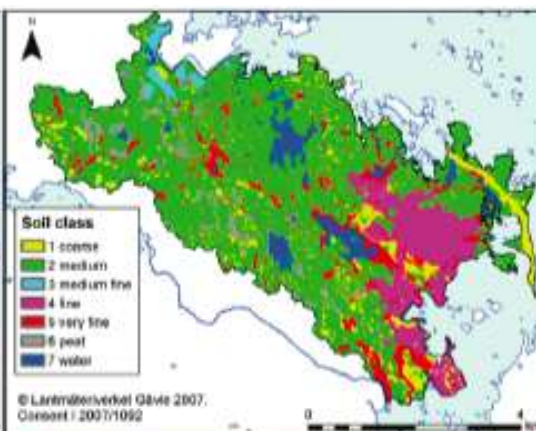 N
Soil class
1 coarse
2 medium
3 medium fine
4 fine
5 very fine
6 peat
7 water
© Lantmäteriverket Gävle 2007.
Consent I 2007/1092
0 4